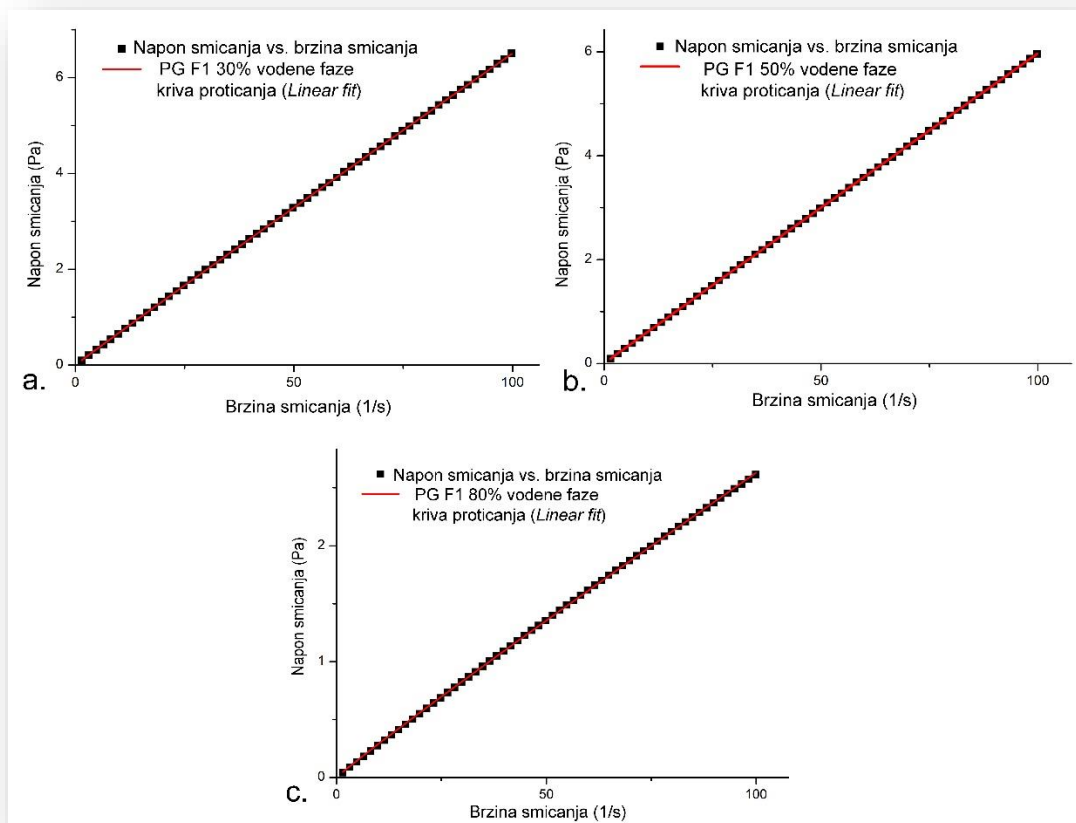 Napon smicanja vs. brzina smicanja
PG F1 30% vodene faze
kriva proticanja (Linear fit)
6
4
2
0
Napon smicanja (Pa)
0
50
100
Brzina smicanja (1/s)
a.
Napon smicanja vs. brzina smicanja
PG F1 50% vodene faze
kriva proticanja (Linear fit)
6
4
2
0
Napon smicanja (Pa)
0
50
100
Brzina smicanja (1/s)
b.
Napon smicanja vs. brzina smicanja
PG F1 80% vodene faze
kriva proticanja (Linear fit)
2
1
0
Napon smicanja (Pa)
0
50
100
Brzina smicanja (1/s)
c.